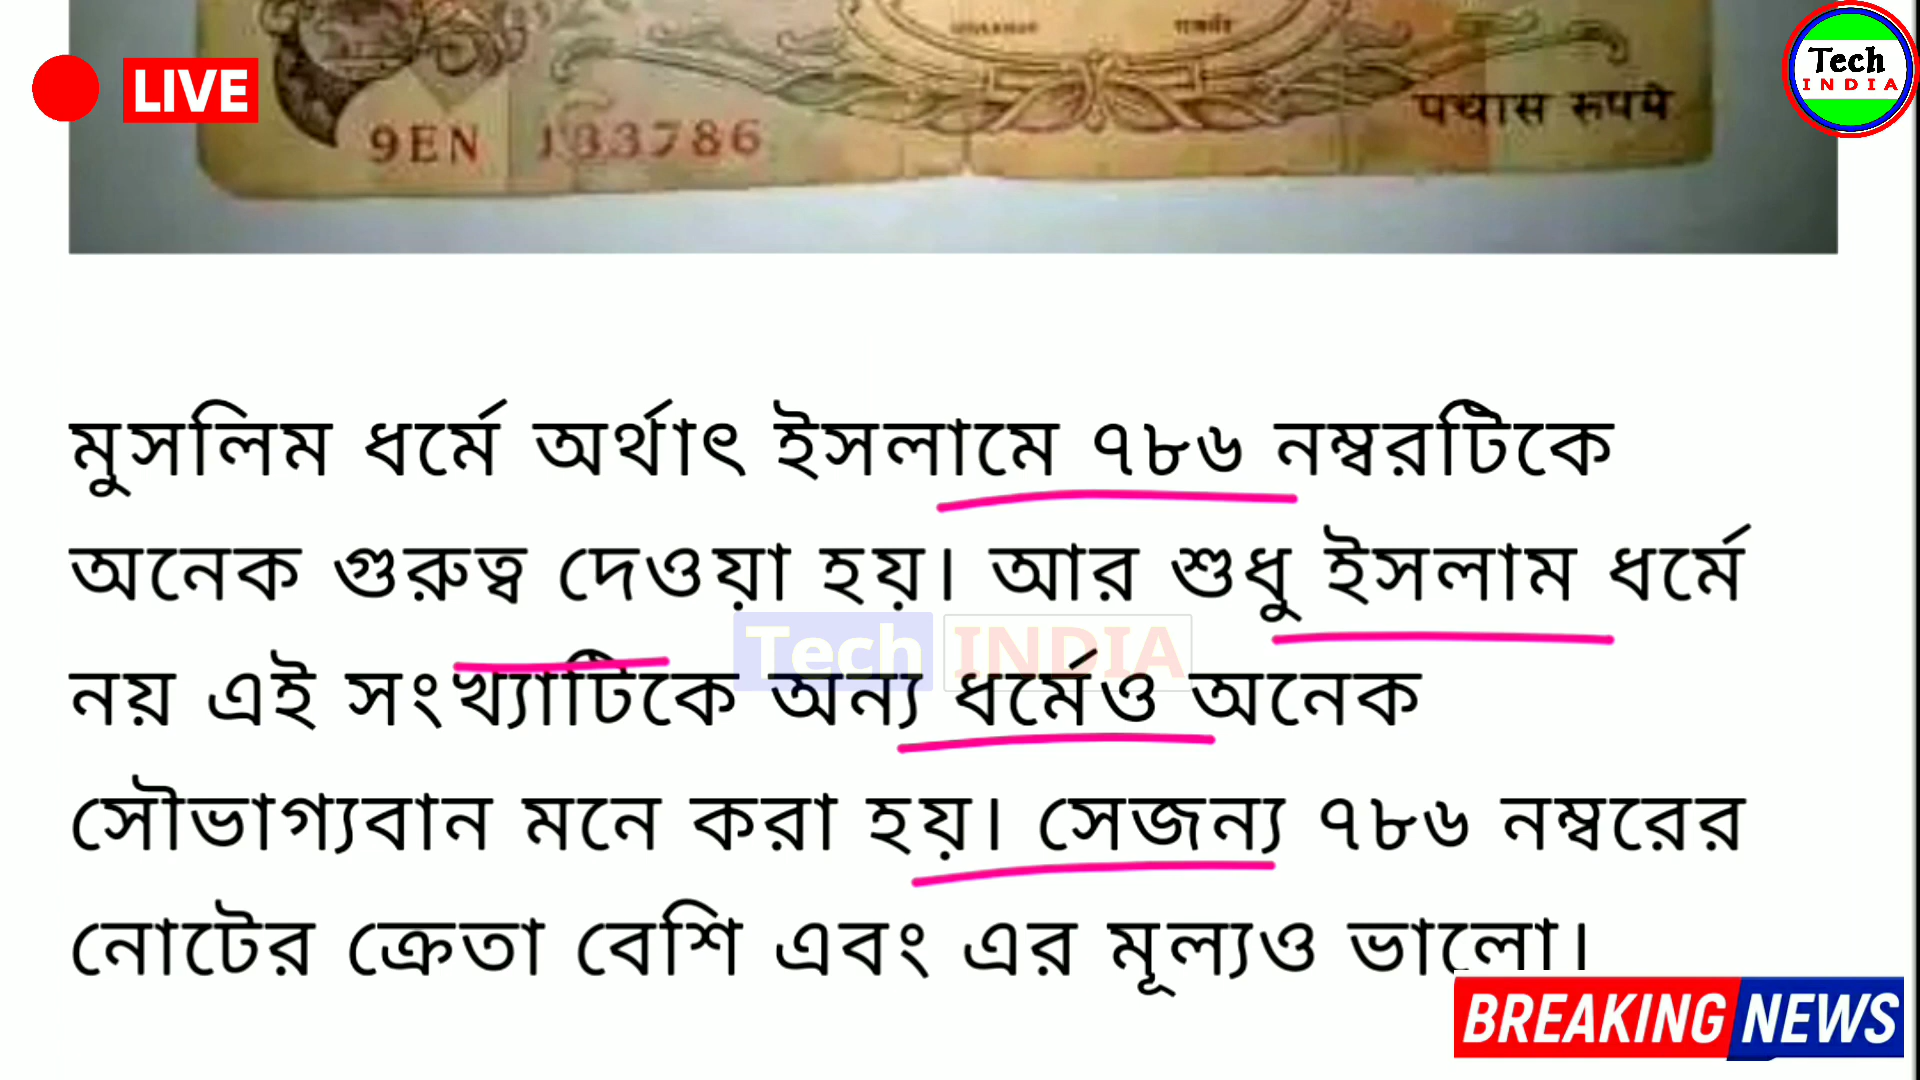 LIVE
Tech
INDIA
पचास रूपये
9EN 133786
মুসলিম ধর্মে অর্থাৎ ইসলামে ৭৮৬ নম্বরটিকে
অনেক গুরুত্ব দেওয়া হয়। আর শুধু ইসলাম ধর্মে
Tech INDIA
নয় এই সংখ্যাটিকে অন্য ধর্মেও অনেক
সৌভাগ্যবান মনে করা হয়। সেজন্য ৭৮৬ নম্বরের
নোটের ক্রেতা বেশি এবং এর মূল্যও ভালো।
BREAKING NEWS